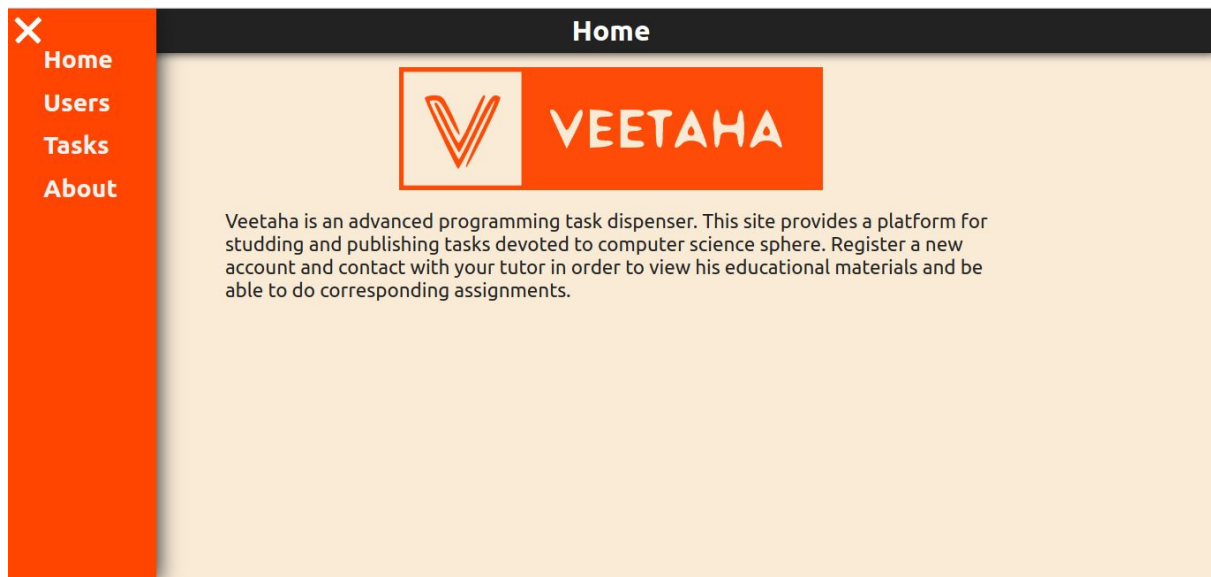 Home
Home
Users
Tasks
About
V VEETAHA
Veetaha is an advanced programming task dispenser. This site provides a platform for
studding and publishing tasks devoted to computer science sphere. Register a new
account and contact with your tutor in order to view his educational materials and be
able to do corresponding assignments.